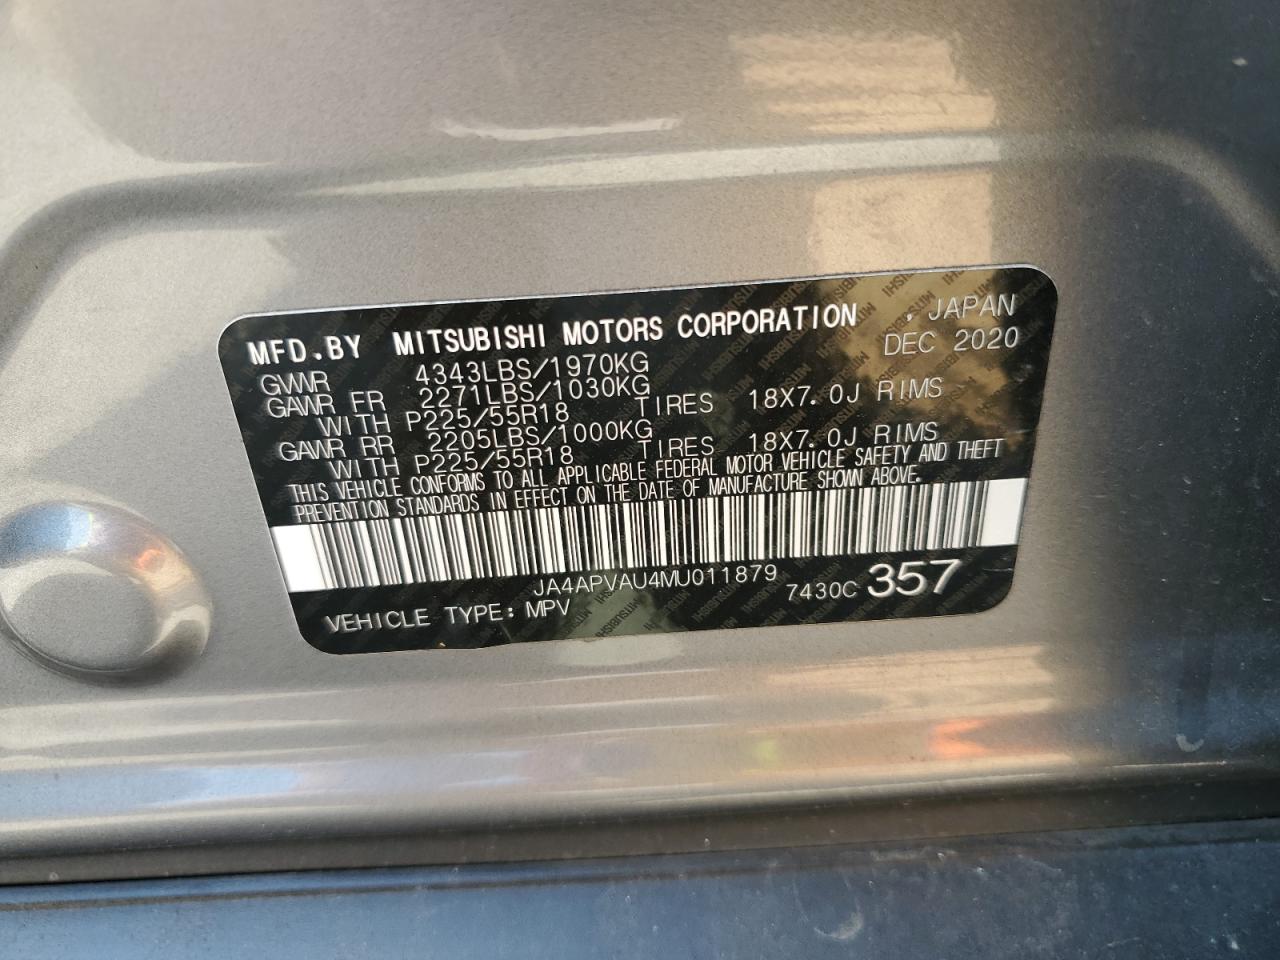 MFD.BY MITSUBISHI MOTORS CORPORATION , JAPAN
DEC 2020
GVWR 4343LBS/1970KG
GAWR FR 2271LBS/1030KG
WITH P225/55R18 TIRES 18X7.0J RIMS
GAWR RR 2205LBS/1000KG
WITH P225/55R18 TIRES 18X7.0J RIMS
THIS VEHICLE CONFORMS TO ALL APPLICABLE FEDERAL MOTOR VEHICLE SAFETY AND THEFT
PREVENTION STANDARDS IN EFFECT ON THE DATE OF MANUFACTURE SHOWN ABOVE.
JA4APVAU4MU011879
VEHICLE TYPE: MPV 7430C 357